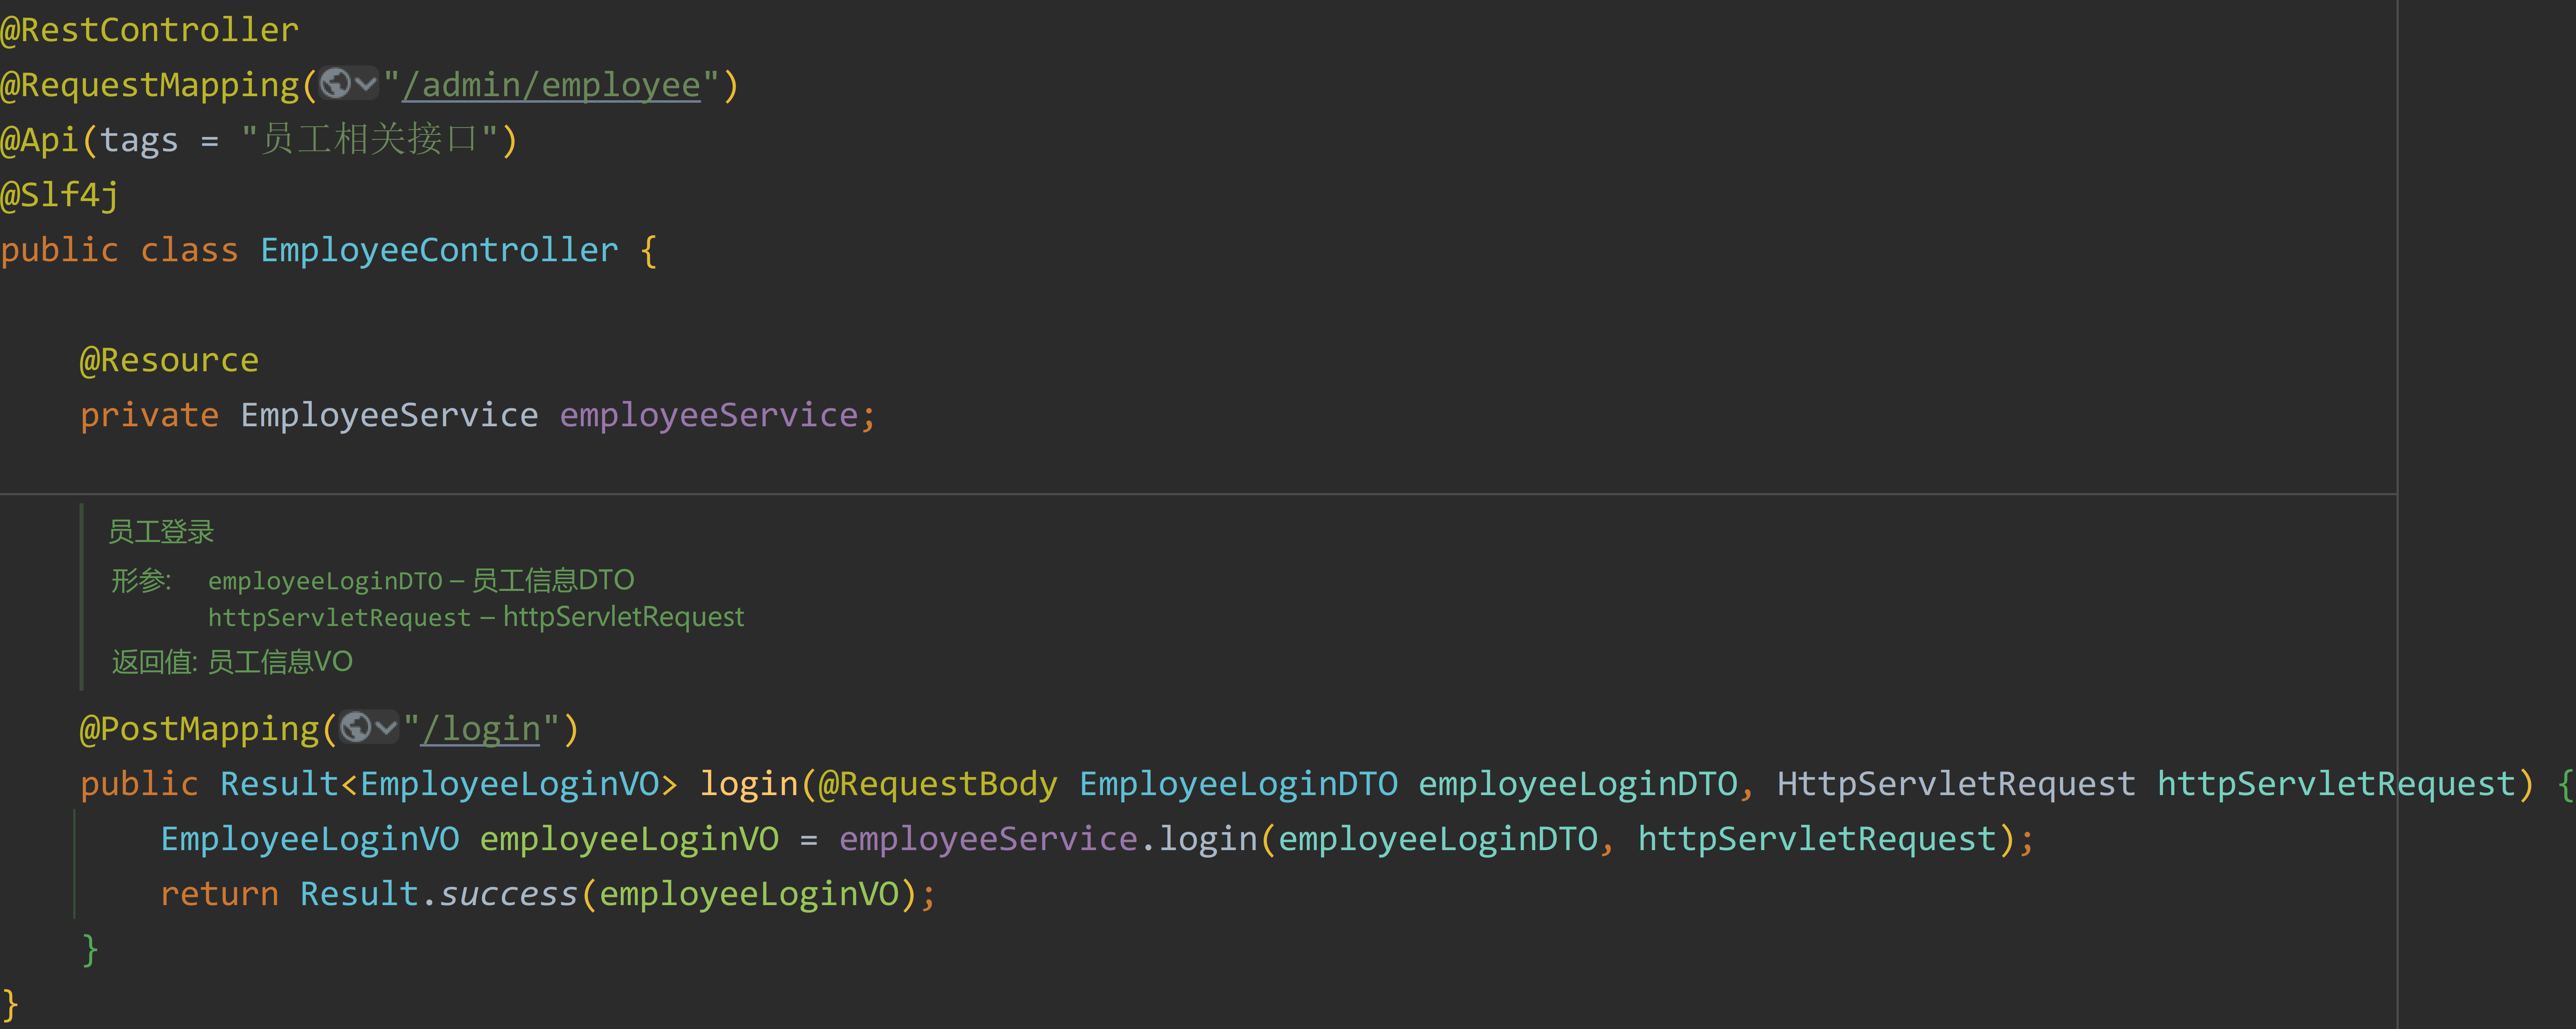 @RestController
@RequestMapping("/admin/employee")
@Api(tags = "员工相关接口")
@Slf4j
public class EmployeeController {
@Resource
private EmployeeService employeeService;
员工登录
形参: employeeLoginDTO – 员工信息DTO
httpServletRequest – httpServletRequest
返回值: 员工信息VO
@PostMapping("/login")
public Result<EmployeeLoginVO> login(@RequestBody EmployeeLoginDTO employeeLoginDTO, HttpServletRequest httpServletRequest) {
EmployeeLoginVO employeeLoginVO = employeeService.login(employeeLoginDTO, httpServletRequest);
return Result.success(employeeLoginVO);
}
}